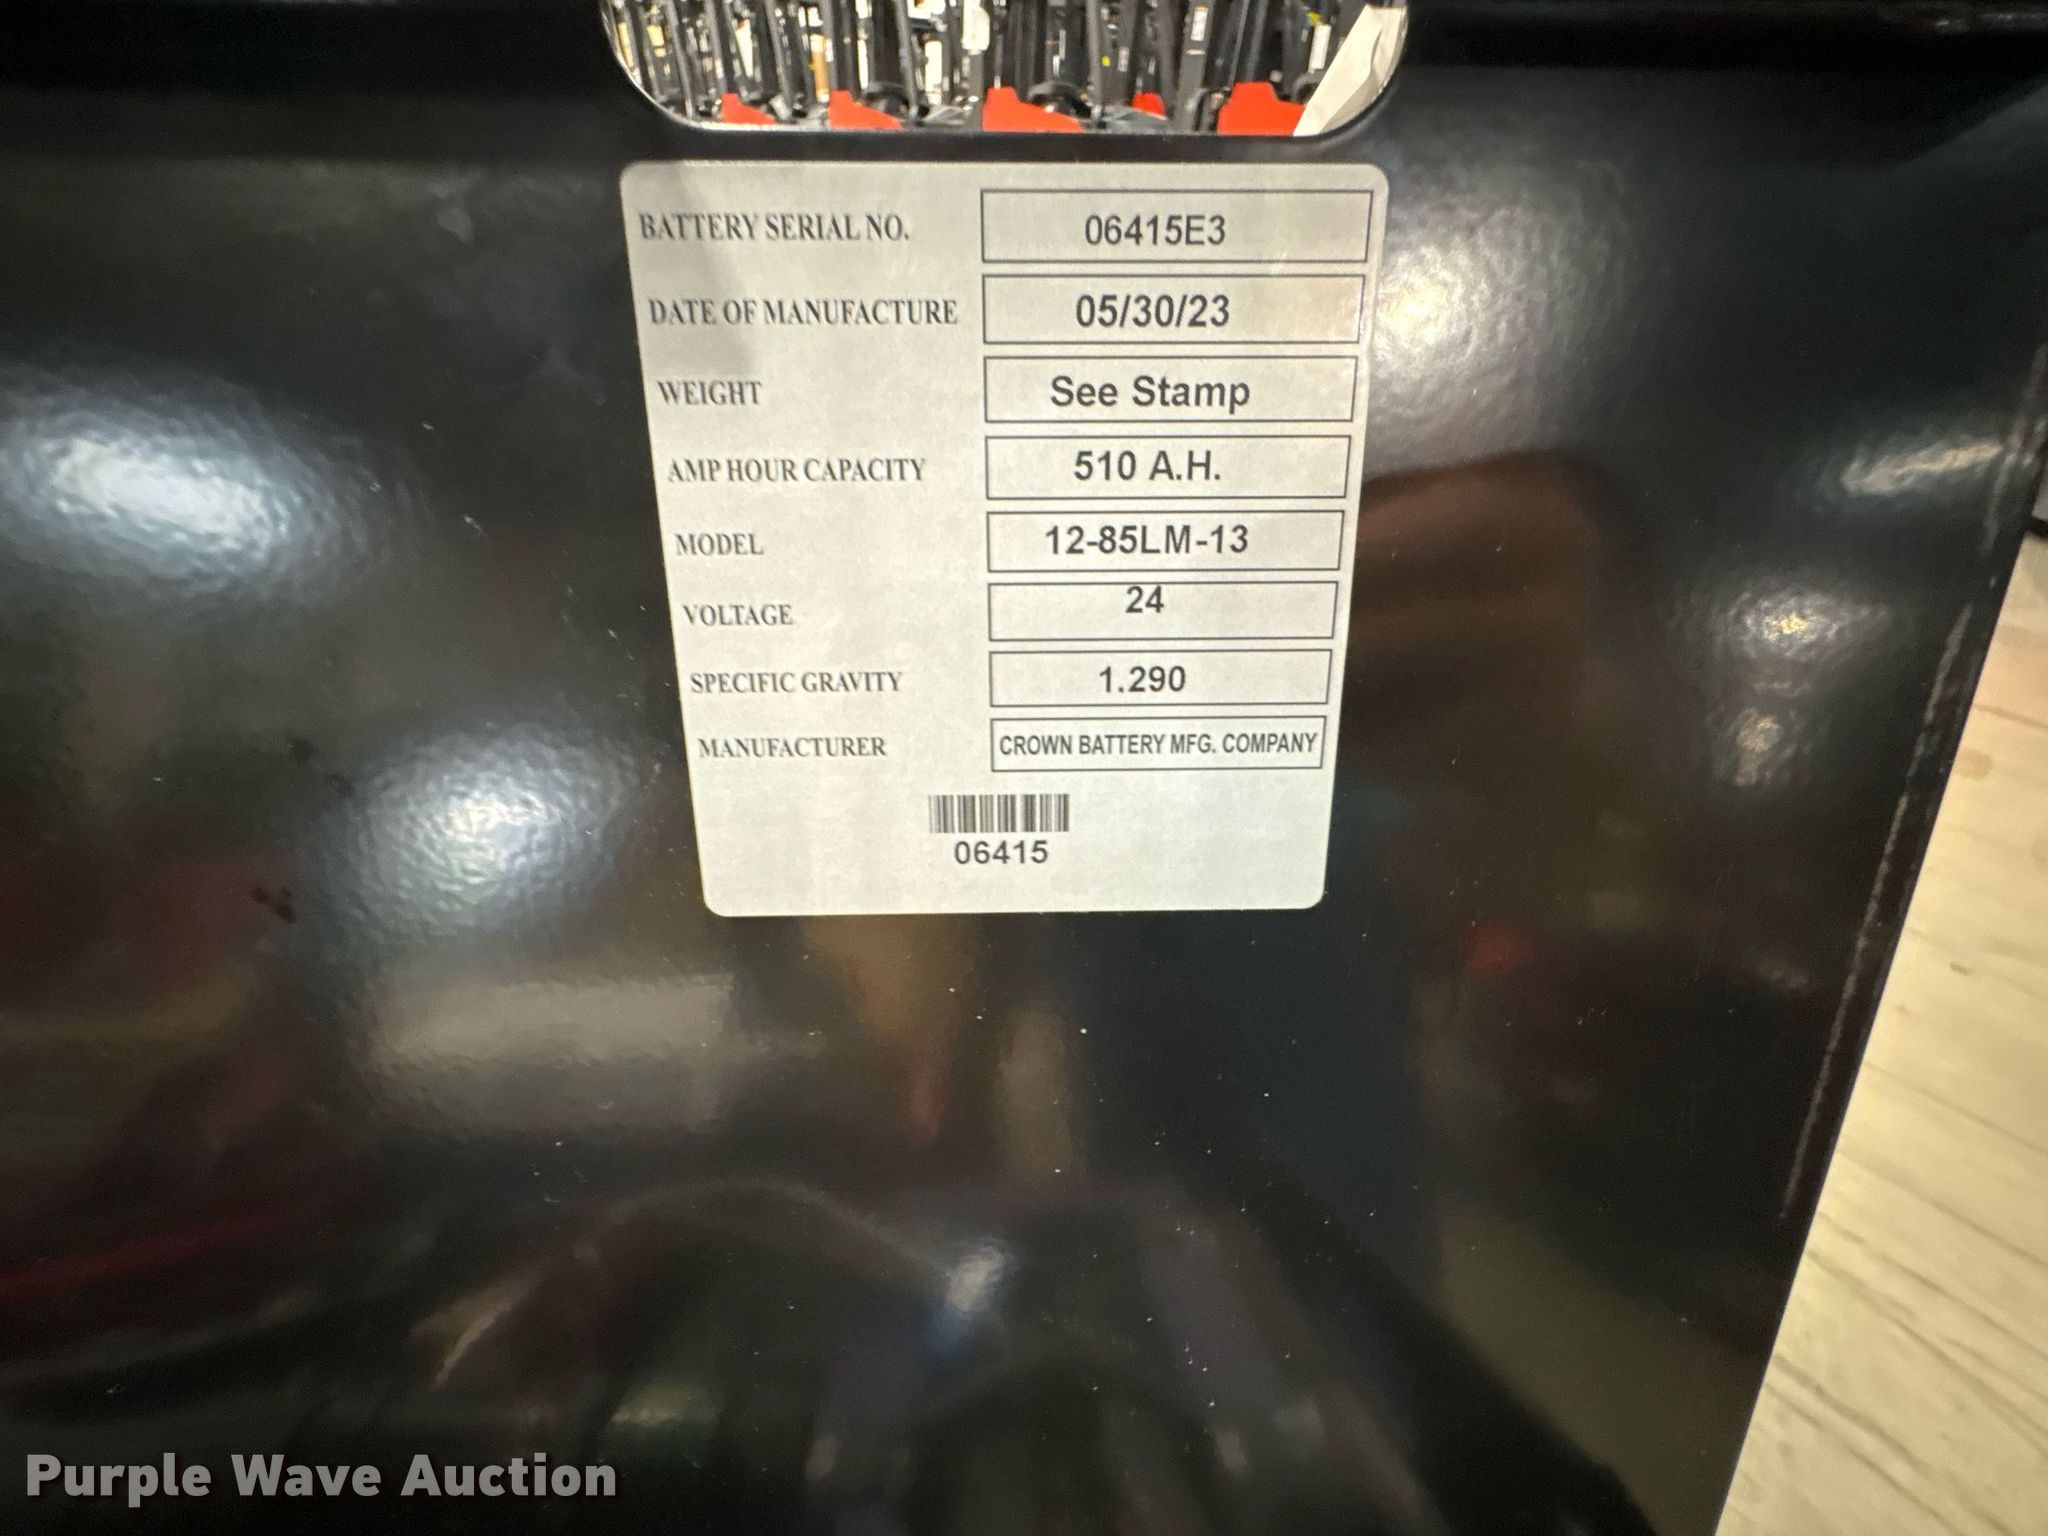 BATTERY SERIAL NO. 06415E3
DATE OF MANUFACTURE 05/30/23
WEIGHT See Stamp
AMP HOUR CAPACITY 510 A.H.
MODEL 12-85LM-13
VOLTAGE 24
SPECIFIC GRAVITY 1.290
MANUFACTURER CROWN BATTERY MFG. COMPANY
06415
Purple Wave Auction